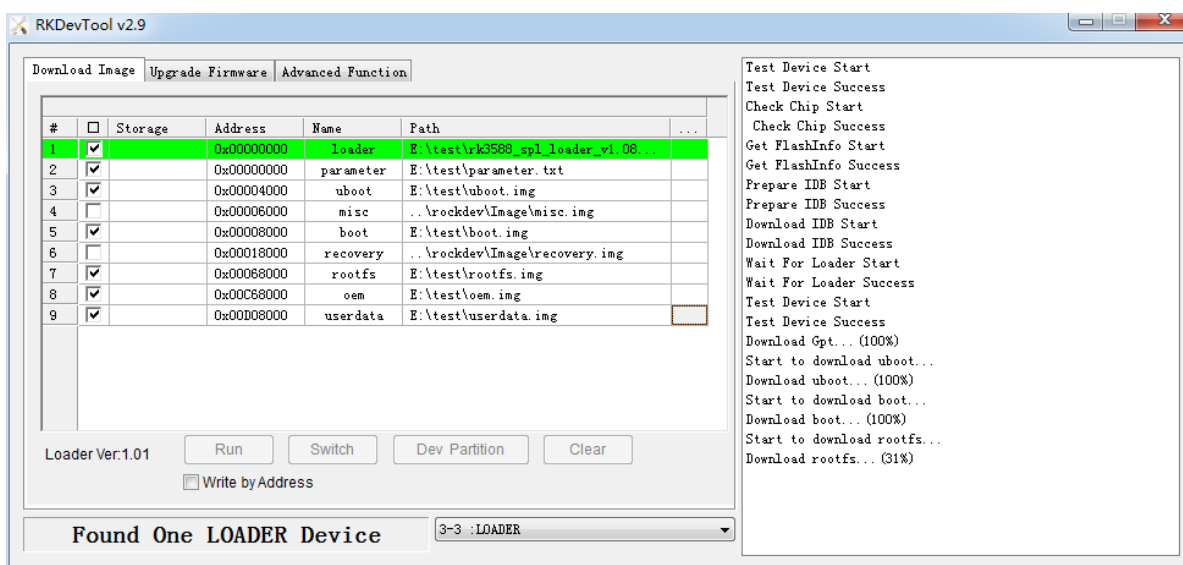 RKDevTool v2.9
Download Image Upgrade Firmware Advanced Function
# Storage Address Name Path ...
1 0x00000000 loader E:\test\rk3588_spl_loader_v1.08...
2 0x00000000 parameter E:\test\parameter.txt
3 0x00004000 uboot E:\test\uboot.img
4 0x00006000 misc ..\rockdev\Image\misc.img
5 0x00008000 boot E:\test\boot.img
6 0x00018000 recovery ..\rockdev\Image\recovery.img
7 0x00068000 rootfs E:\test\rootfs.img
8 0x00C68000 oem E:\test\oem.img
9 0x00D08000 userdata E:\test\userdata.img
Loader Ver:1.01 Run Switch Dev Partition Clear
Write by Address
Found One LOADER Device 3-3 :LOADER
Test Device Start
Test Device Success
Check Chip Start
Check Chip Success
Get FlashInfo Start
Get FlashInfo Success
Prepare IDB Start
Prepare IDB Success
Download IDB Start
Download IDB Success
Wait For Loader Start
Wait For Loader Success
Test Device Start
Test Device Success
Download Gpt... (100%)
Start to download uboot...
Download uboot... (100%)
Start to download boot...
Download boot... (100%)
Start to download rootfs...
Download rootfs... (31%)